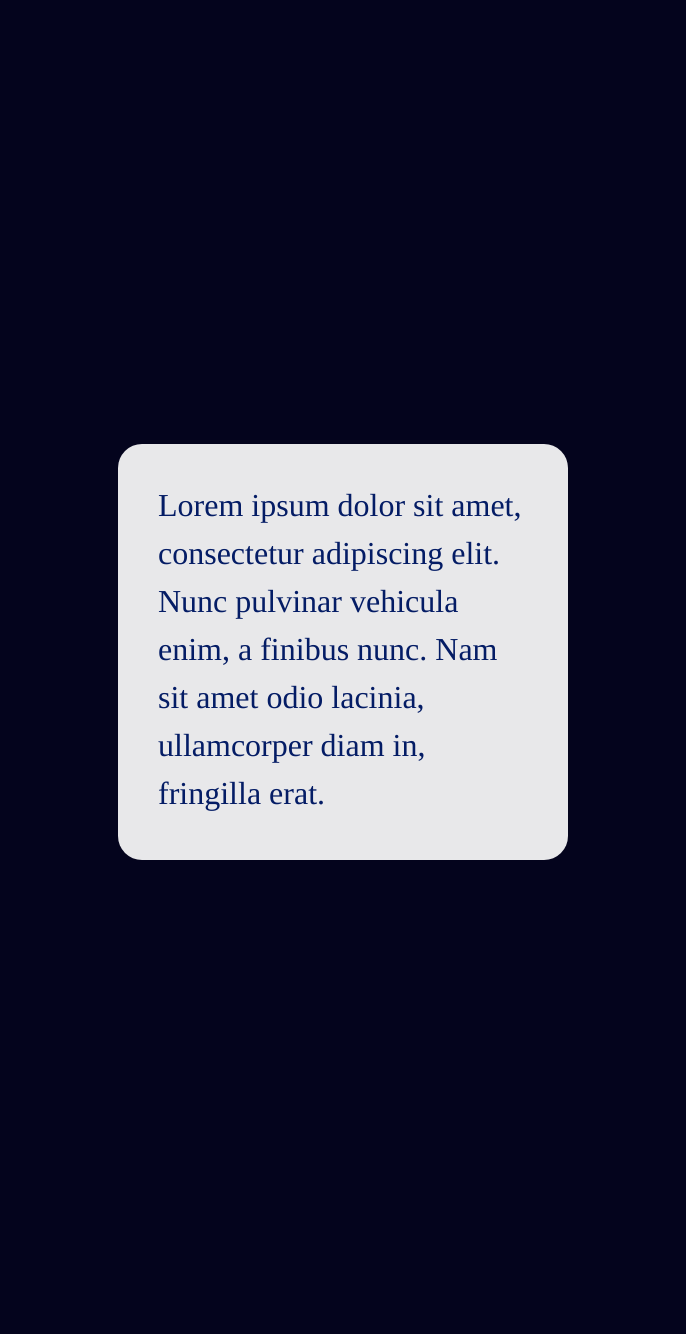 Lorem ipsum dolor sit amet,
consectetur adipiscing elit.
Nunc pulvinar vehicula
enim, a finibus nunc. Nam
sit amet odio lacinia,
ullamcorper diam in,
fringilla erat.